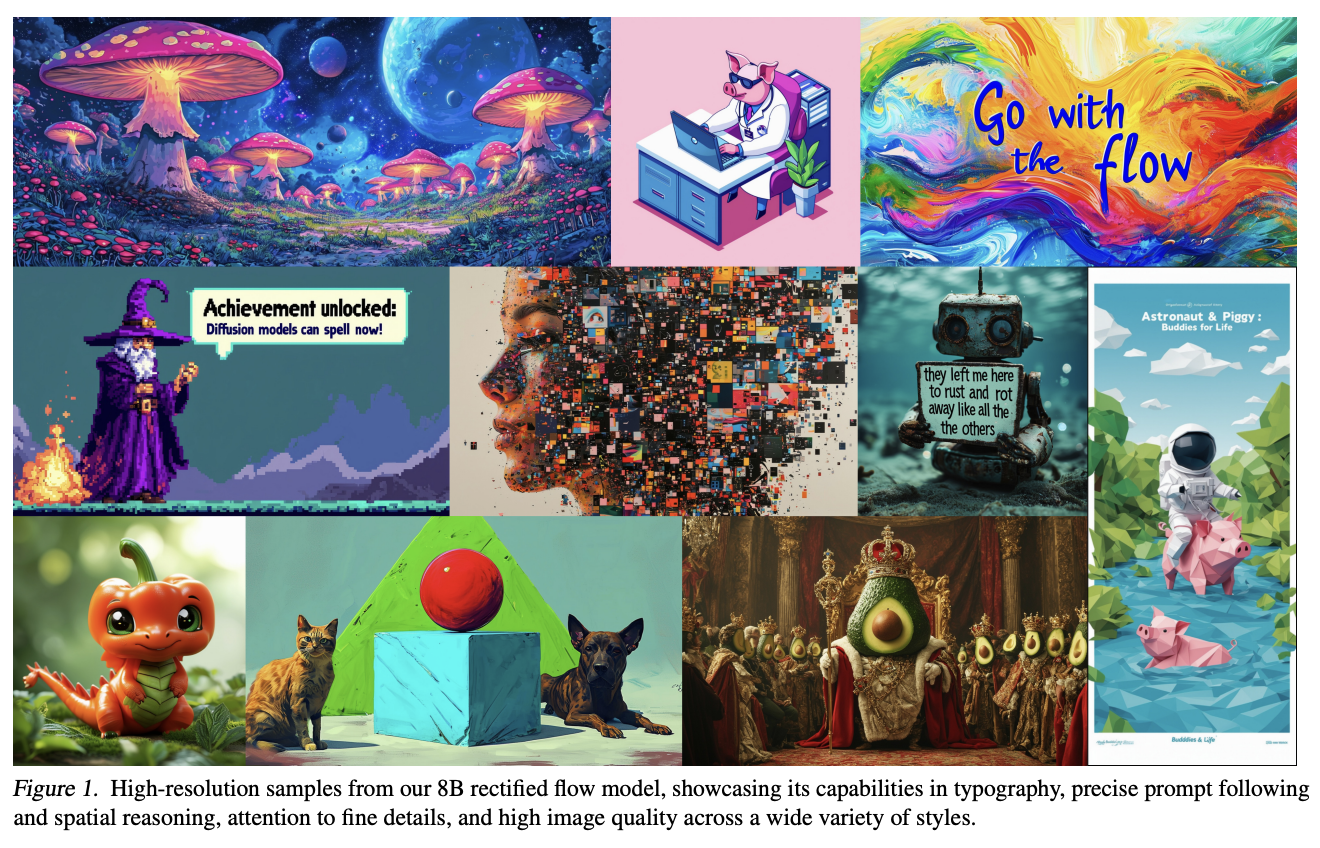 Go with
the flow
Achievement unlocked:
Diffusion models can spell now!
they left me here
to rust and rot
away like all the
the others
Astronaut & Piggy :
Buddies for Life
Budddies & Life
Figure 1. High-resolution samples from our 8B rectified flow model, showcasing its capabilities in typography, precise prompt following
and spatial reasoning, attention to fine details, and high image quality across a wide variety of styles.